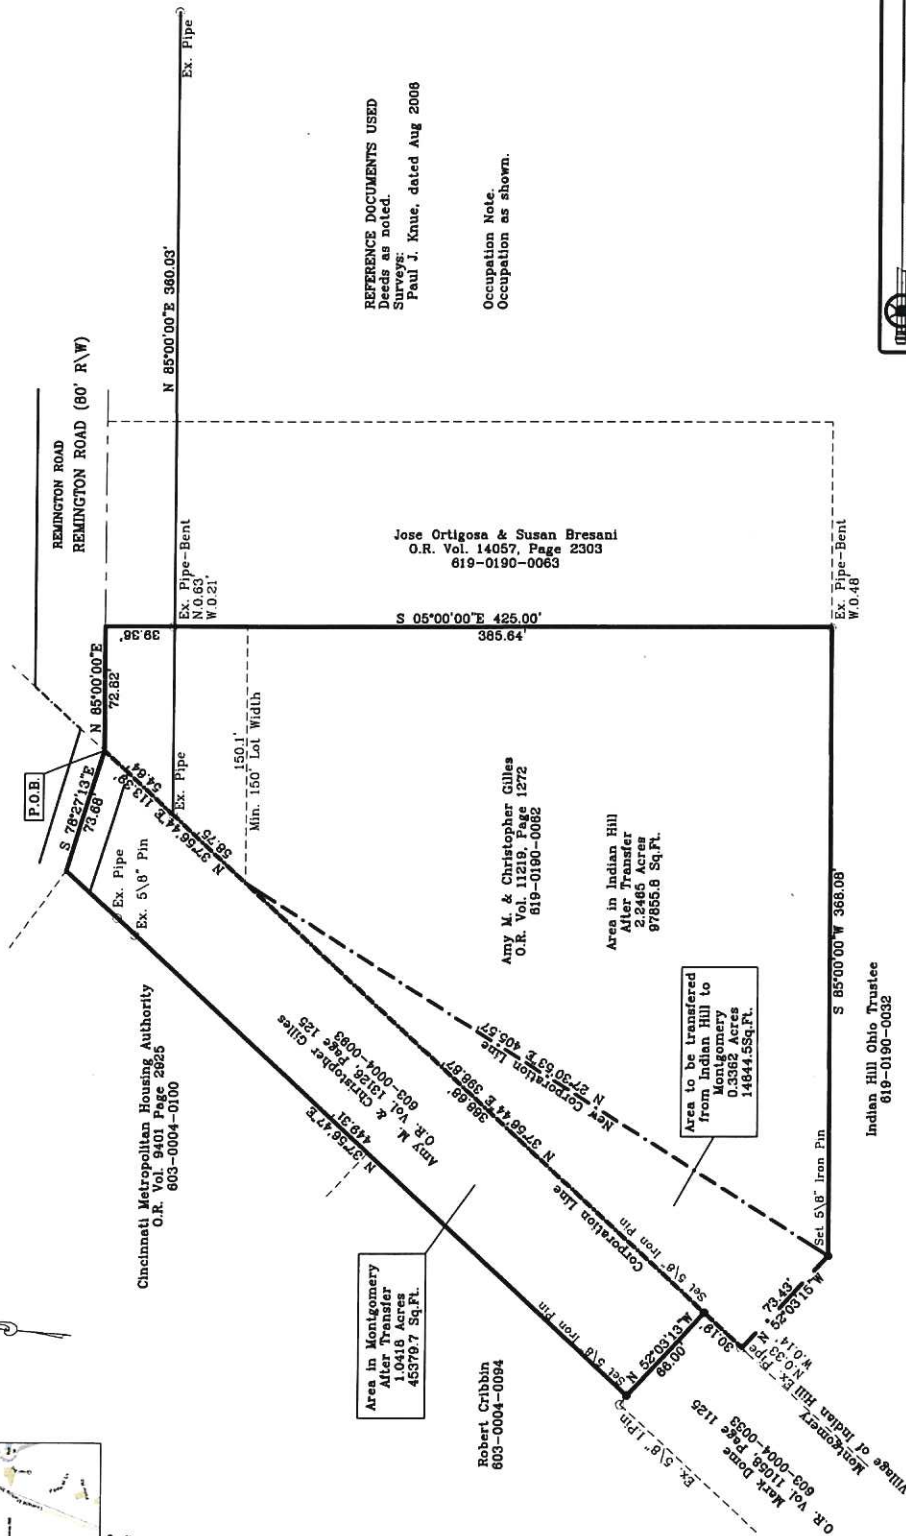 Ex. Pipe
REFERENCE DOCUMENTS USED
Deeds as noted.
Surveys:
Paul J. Knue, dated Aug 2006
Occupation Note.
Occupation as shown.
N 85°00'00"E 360.03'
REMINGTON ROAD
REMINGTON ROAD (80' R\W)
Ex. Pipe-Bent
N.0.63'
W.0.21'
Jose Ortigosa & Susan Bresani
O.R. Vol. 14057, Page 2303
619-0190-0063
Ex. Pipe-Bent
W.0.48'
S 05°00'00"E 425.00'
385.64'
39.36'
N 85°00'00"E
72.82'
P.O.B.
S 78°27'13"E
73.68'
N 37°56'44"E 113.39'
54.64'
58.75'
Ex. Pipe
150.1'
Min. 150' Lot Width
Ex. Pipe
Ex. 5\8" Pin
Amy M. & Christopher Gilles
O.R. Vol. 11219, Page 1272
619-0190-0062
Area in Indian Hill
After Transfer
2.2465 Acres
97855.8 Sq.Ft.
S 85°00'00"W 368.08'
Indian Hill Ohio Trustee
619-0190-0032
Cincinnati Metropolitan Housing Authority
O.R. Vol. 9401 Page 2925
603-0004-0100
Amy M. & Christopher Gilles
O.R. Vol. 13126, Page 125
603-0004-0093
N 37°56'47"E
449.31'
N 37°56'44"E 398.87'
368.68'
Corporation Line
New Corporation Line
N 27°30'53"E 405.57'
Area to be transfered
from Indian Hill to
Montgomery
0.3362 Acres
14644.5Sq.Ft.
Set 5\8" Iron Pin
Area in Montgomery
After Transfer
1.0418 Acres
45379.7 Sq.Ft.
Set 5\8" Iron Pin
Set 5\8" Iron Pin
Robert Cribbin
603-0004-0094
N 52°03'13"W
66.00'
30.19'
73.43'
N 52°03'15"W
Ex. Pipe
N.0.33'
W.0.14'
Ex. 5\8" I.Pin
Mark Dome
O.R. Vol. 11058, Page 1125
603-0004-0033
Montgomery
Village of Indian Hill